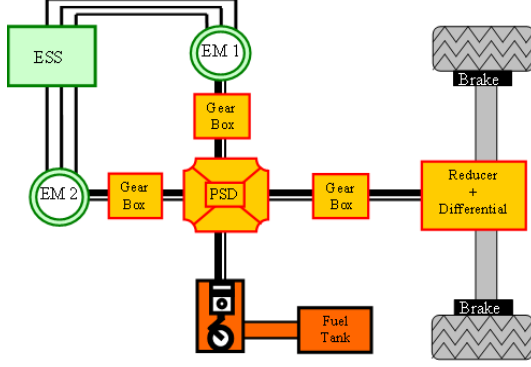 ESS
EM 1
Gear
Box
Brake
EM 2
Gear
Box
PSD
Gear
Box
Reducer
+
Differential
Brake
Fuel
Tank